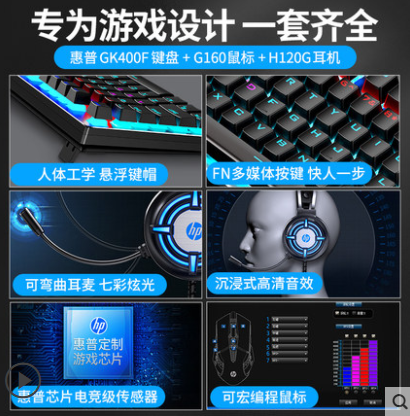 专为游戏设计 一套齐全
惠普 GK400F 键盘 + G160鼠标 + H120G 耳机
人体工学 悬浮键帽
FN多媒体按键 快人一步
hp
hp
可弯曲耳麦 七彩炫光
沉浸式高清音效
hp
惠普定制
游戏芯片
惠普芯片电竞级传感器
可宏编程鼠标